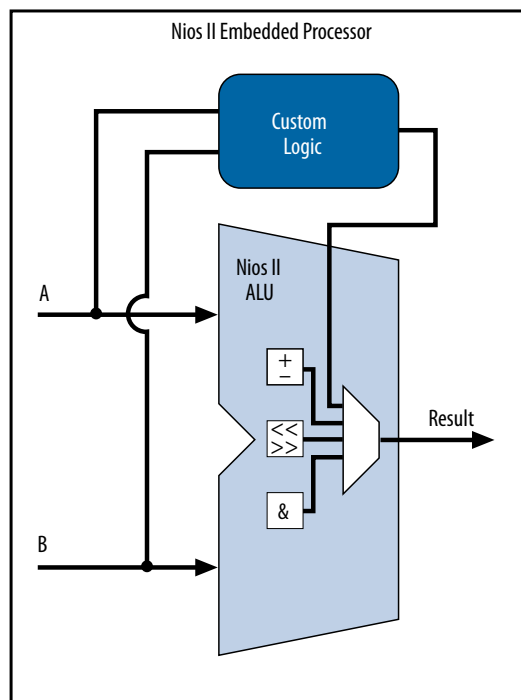 Nios II Embedded Processor
Custom
Logic
Nios II
ALU
A
+
−
<<
>>
Result
&
B